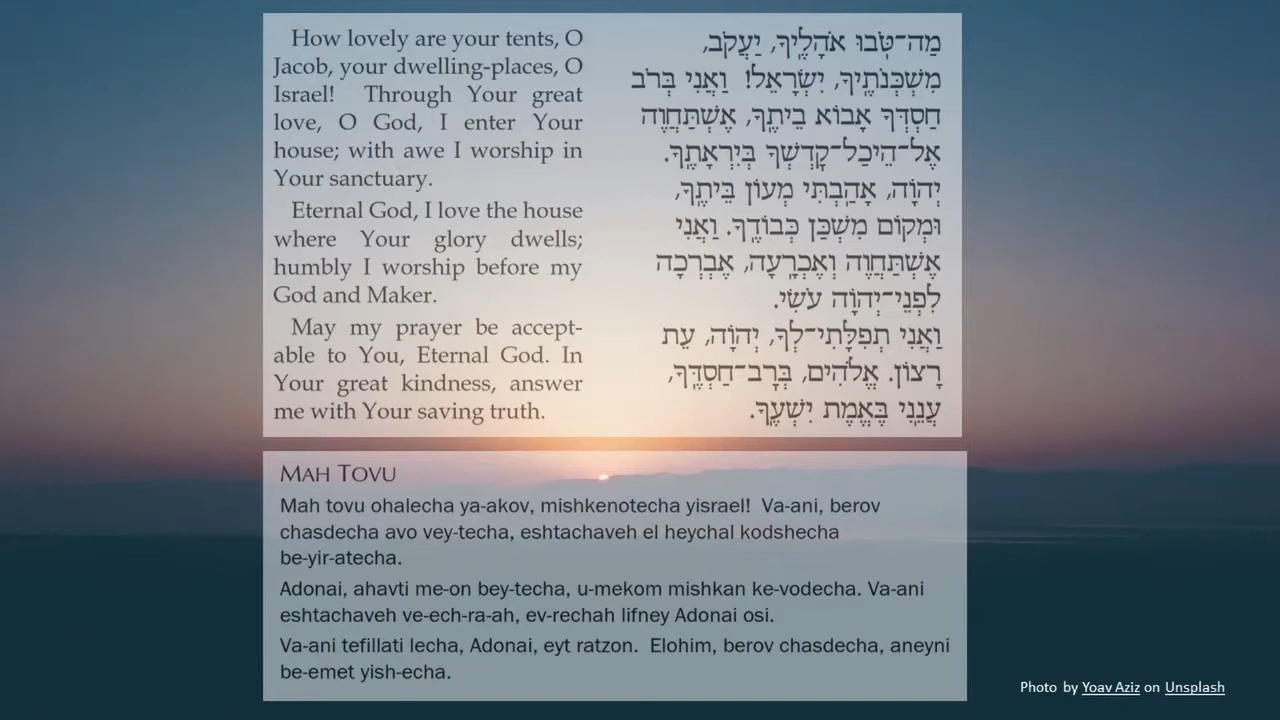 How lovely are your tents, O
Jacob, your dwelling-places, O
Israel! Through Your great
love, O God, I enter Your
house; with awe I worship in
Your sanctuary.
Eternal God, I love the house
where Your glory dwells;
humbly I worship before my
God and Maker.
May my prayer be accept-
able to You, Eternal God. In
Your great kindness, answer
me with Your saving truth.
מַה־טֹּֽבוּ אֹהָלֶֽיךָ, יַעֲקֹב,
מִשְׁכְּנֹתֶֽיךָ, יִשְׂרָאֵל! וַאֲנִי בְּרֹב
חַסְדְּךָ אָבוֹא בֵיתֶֽךָ, אֶשְׁתַּחֲוֶה
אֶל־הֵיכַל־קָדְשְׁךָ בְּיִרְאָתֶֽךָ.
יְהֹוָה, אָהַֽבְתִּי מְעוֹן בֵּיתֶֽךָ,
וּמְקוֹם מִשְׁכַּן כְּבוֹדֶֽךָ. וַאֲנִי
אֶשְׁתַּחֲוֶה וְאֶכְרָֽעָה, אֶבְרְכָה
לִפְנֵי־יְהֹוָה עֹשִׂי.
וַאֲנִי תְפִלָּתִי־לְךָ, יְהֹוָה, עֵת
רָצוֹן. אֱלֹהִים, בְּרָב־חַסְדֶּֽךָ,
עֲנֵֽנִי בֶּאֱמֶת יִשְׁעֶֽךָ.
MAH TOVU
Mah tovu ohalecha ya-akov, mishkenotecha yisrael! Va-ani, berov
chasdecha avo vey-techa, eshtachaveh el heychal kodshecha
be-yir-atecha.
Adonai, ahavti me-on bey-techa, u-mekom mishkan ke-vodecha. Va-ani
eshtachaveh ve-ech-ra-ah, ev-rechah lifney Adonai osi.
Va-ani tefillati lecha, Adonai, eyt ratzon. Elohim, berov chasdecha, aneyni
be-emet yish-echa.
Photo by Yoav Aziz on Unsplash